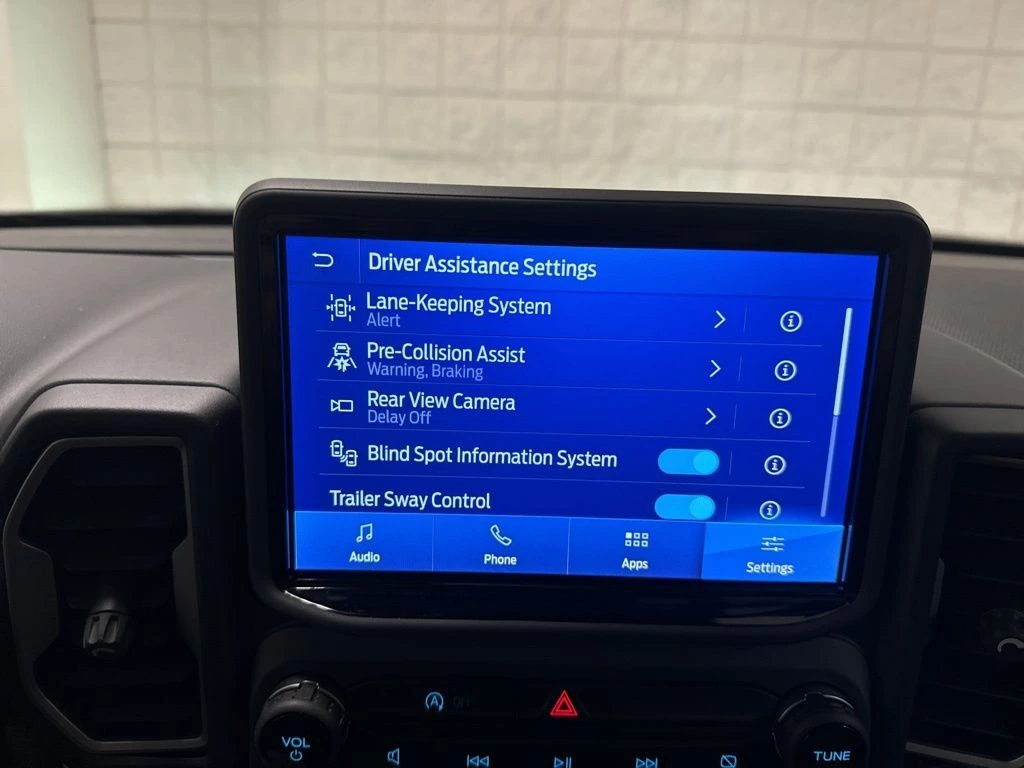 Driver Assistance Settings
Lane-Keeping System
Alert
Pre-Collision Assist
Warning, Braking
Rear View Camera
Delay Off
Blind Spot Information System
Trailer Sway Control
Audio
Phone
Apps
Settings
A OFF
VOL
TUNE